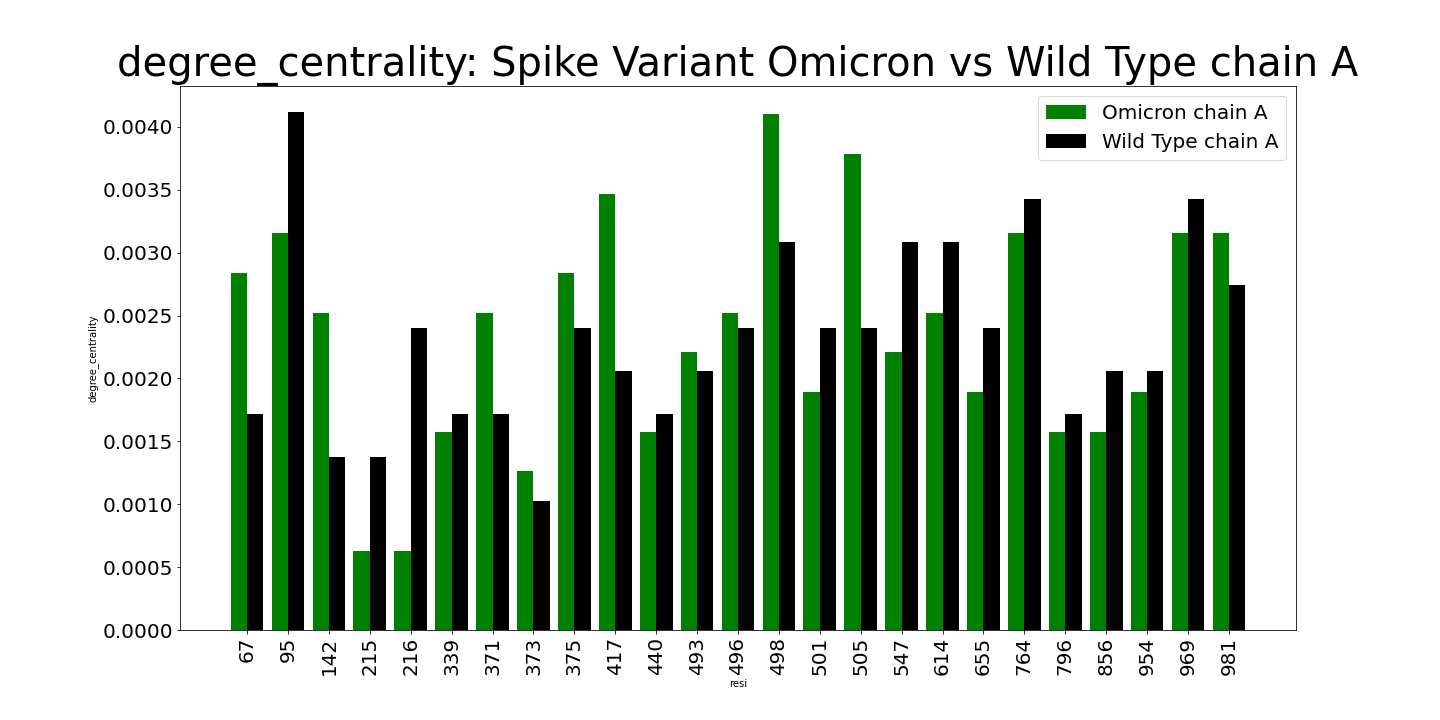 degree_centrality: Spike Variant Omicron vs Wild Type chain A
Omicron chain A
Wild Type chain A
0.0040
0.0035
0.0030
0.0025
0.0020
0.0015
0.0010
0.0005
0.0000
degree_centrality
67 95 142 215 216 339 371 373 375 417 440 493 496 498 501 505 547 614 655 764 796 856 954 969 981
resi